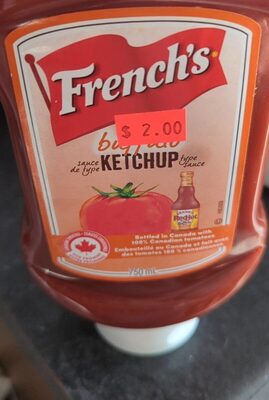 French's
$ 2.00
buffalo
sauce de type KETCHUP type sauce
RedHot
Bottled in Canada with
100% Canadian tomatoes
Embouteillé au Canada et fait avec
des tomates 100 % canadiennes
750 mL